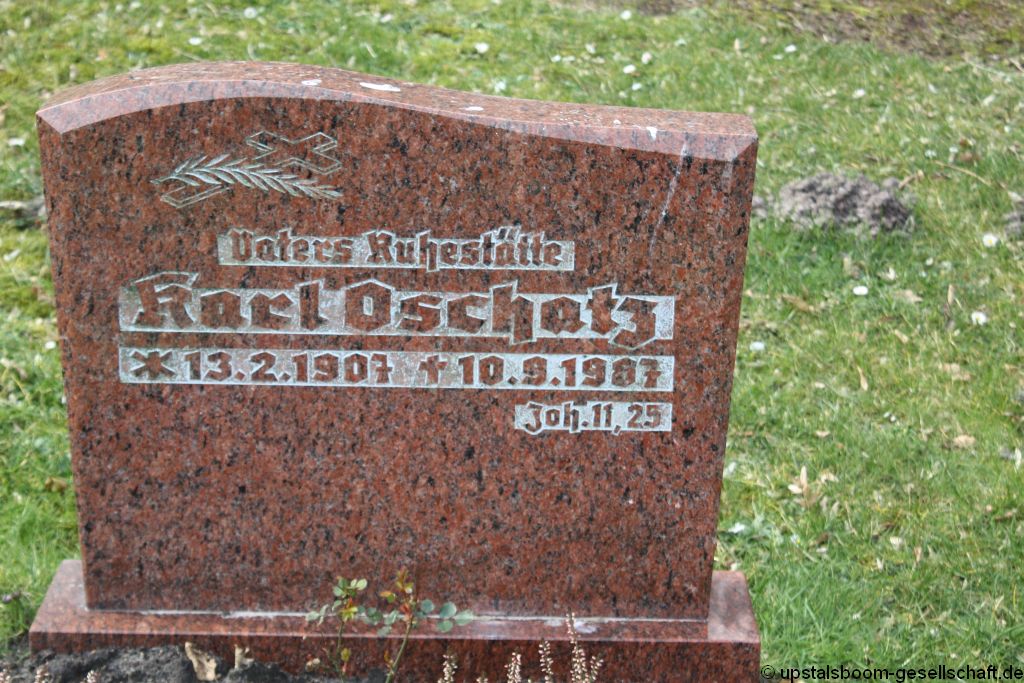 Vaters Ruhestätte
Karl Oschatz
* 13.2.1907 † 10.9.1987
Joh. 11, 25
© upstalsboom-gesellschaft.de